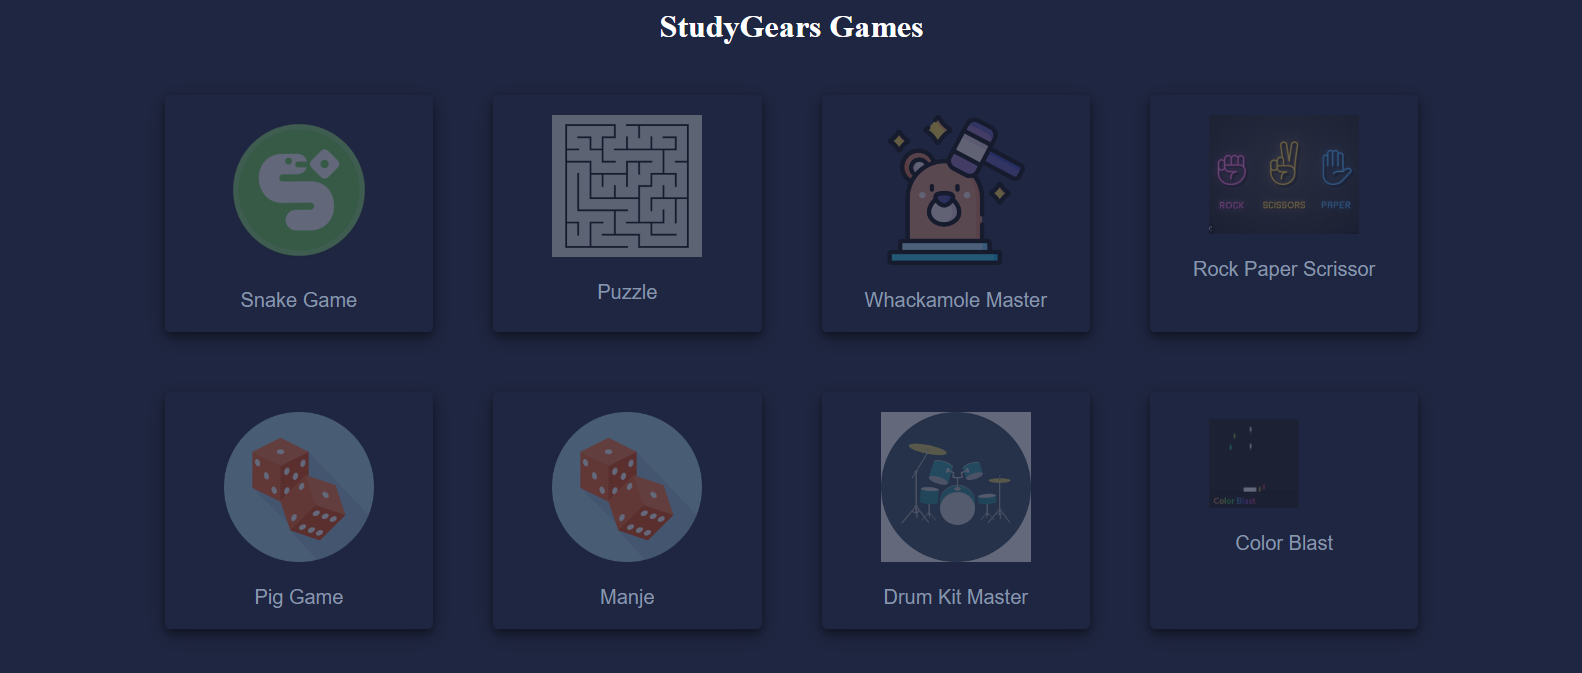 StudyGears Games
Snake Game
Puzzle
Whackamole Master
ROCK SCISSORS PAPER
Rock Paper Scrissor
Pig Game
Manje
Drum Kit Master
Color Blast
Color Blast